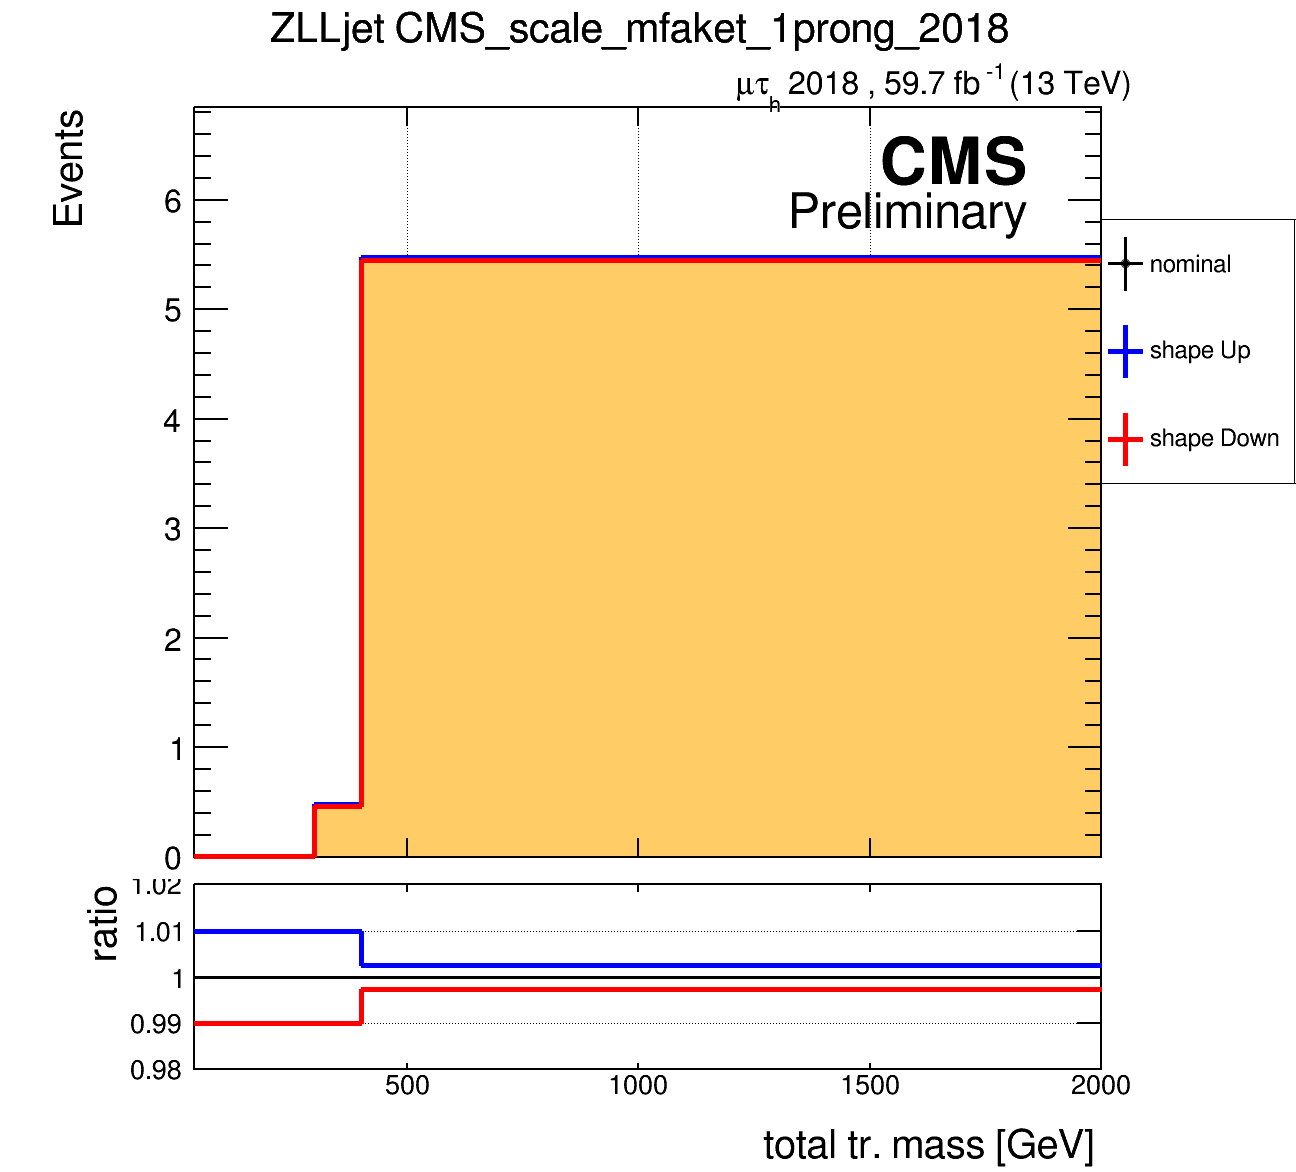 ZLLjet CMS_scale_mfaket_1prong_2018
μτh 2018 , 59.7 fb-1 (13 TeV)
Events
CMS
Preliminary
6
5
4
3
2
1
0
nominal
shape Up
shape Down
ratio
1.02
1.01
1
0.99
0.98
500 1000 1500 2000
total tr. mass [GeV]